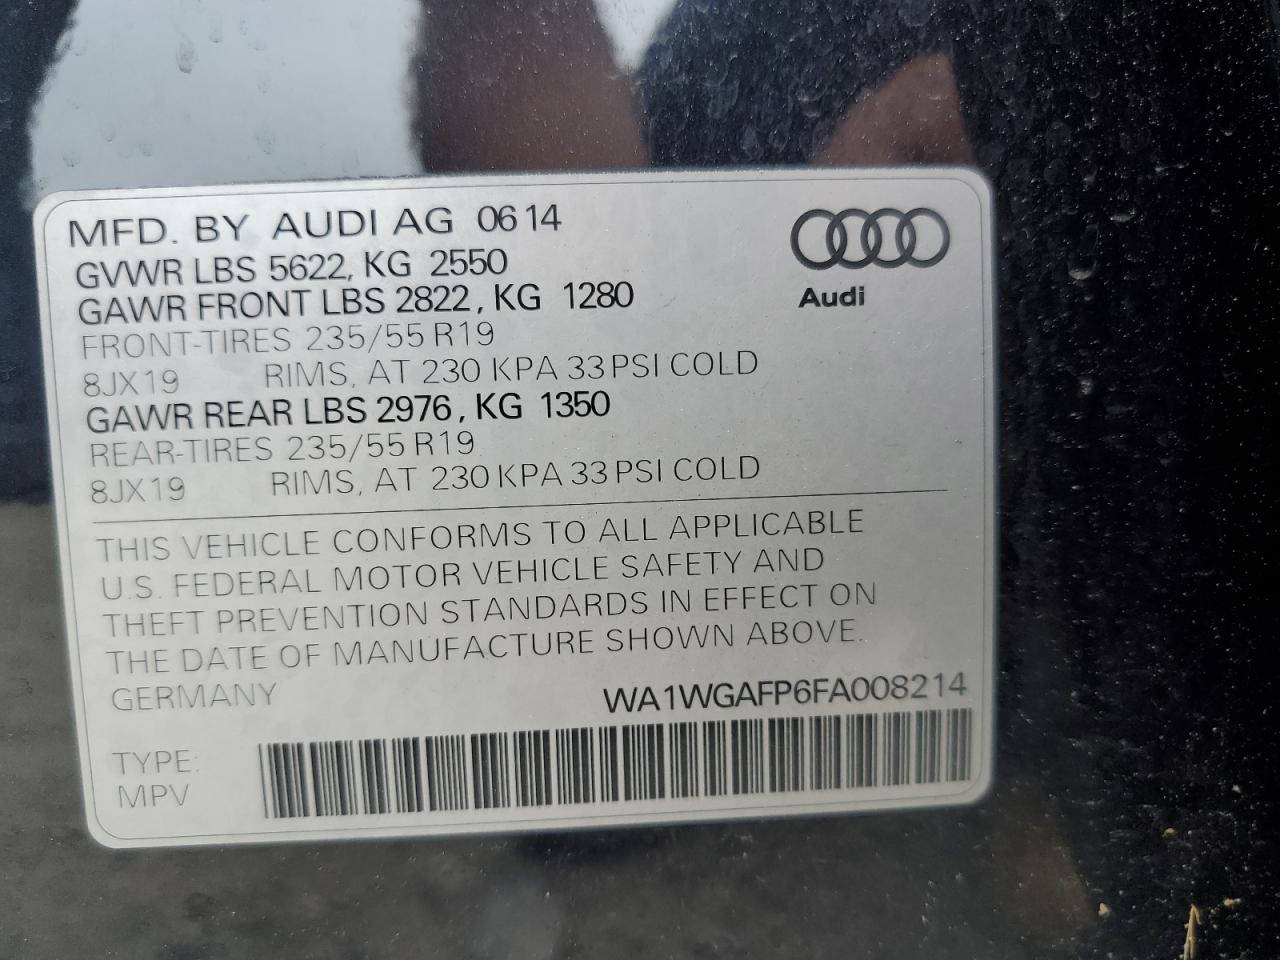 MFD. BY AUDI AG 0614
GVWR LBS 5622, KG 2550
GAWR FRONT LBS 2822, KG 1280
FRONT-TIRES 235/55 R19
8JX19 RIMS, AT 230 KPA 33 PSI COLD
GAWR REAR LBS 2976, KG 1350
REAR-TIRES 235/55 R19
8JX19 RIMS, AT 230 KPA 33 PSI COLD
Audi
THIS VEHICLE CONFORMS TO ALL APPLICABLE
U.S. FEDERAL MOTOR VEHICLE SAFETY AND
THEFT PREVENTION STANDARDS IN EFFECT ON
THE DATE OF MANUFACTURE SHOWN ABOVE.
GERMANY WA1WGAFP6FA008214
TYPE:
MPV